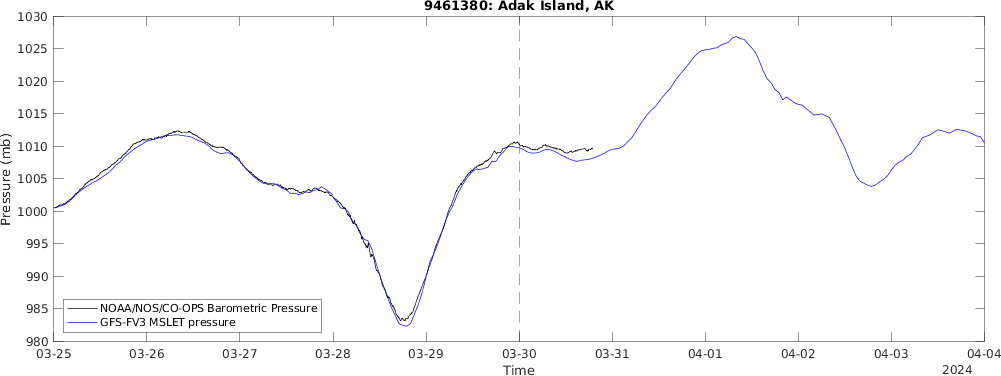 9461380: Adak Island, AK
1030
1025
1020
1015
1010
1005
1000
995
990
985
980
Pressure (mb)
NOAA/NOS/CO-OPS Barometric Pressure
GFS-FV3 MSLET pressure
03-25 03-26 03-27 03-28 03-29 03-30 03-31 04-01 04-02 04-03 04-04
Time
2024